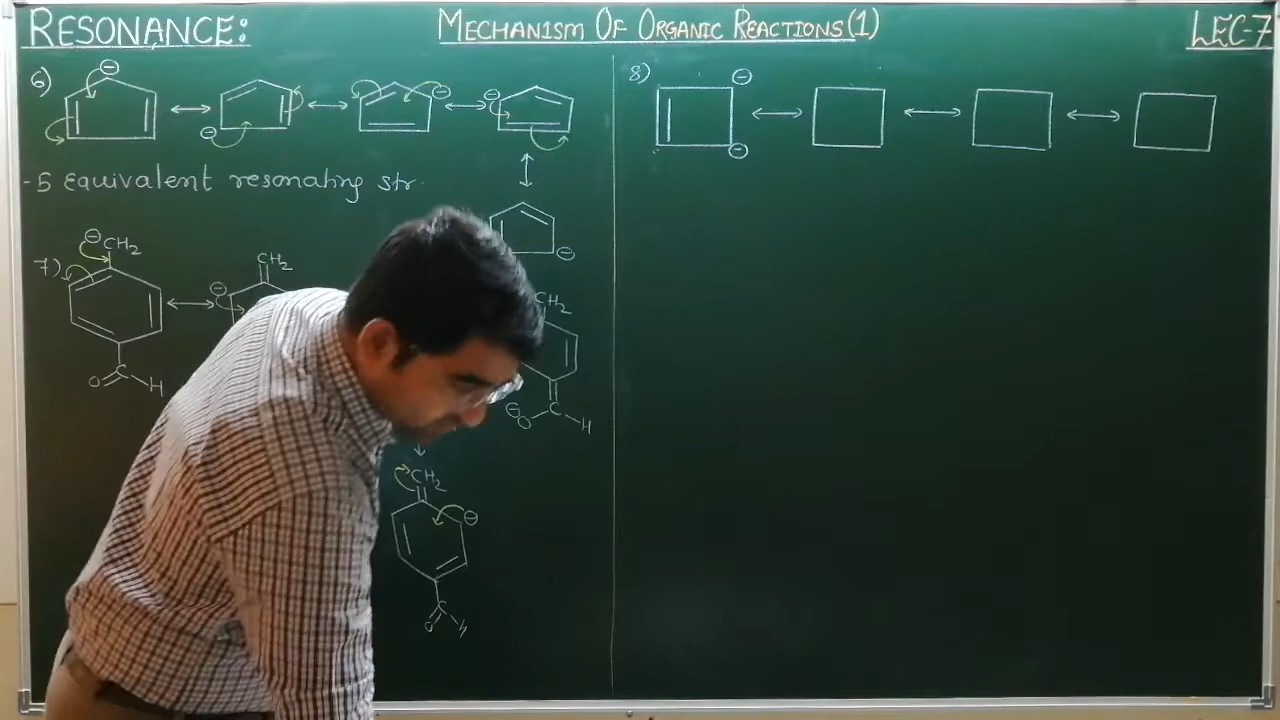 RESONANCE:
MECHANISM OF ORGANIC REACTIONS (1)
LEC-7
6)
⊖
⊖
⊖
⊖
-5 Equivalent resonating str.
⊖
7)
⊖CH2
O C H
CH2
⊖
CH2
⊖O C H
CH2
⊖
C
O H
8)
⊖
⊖